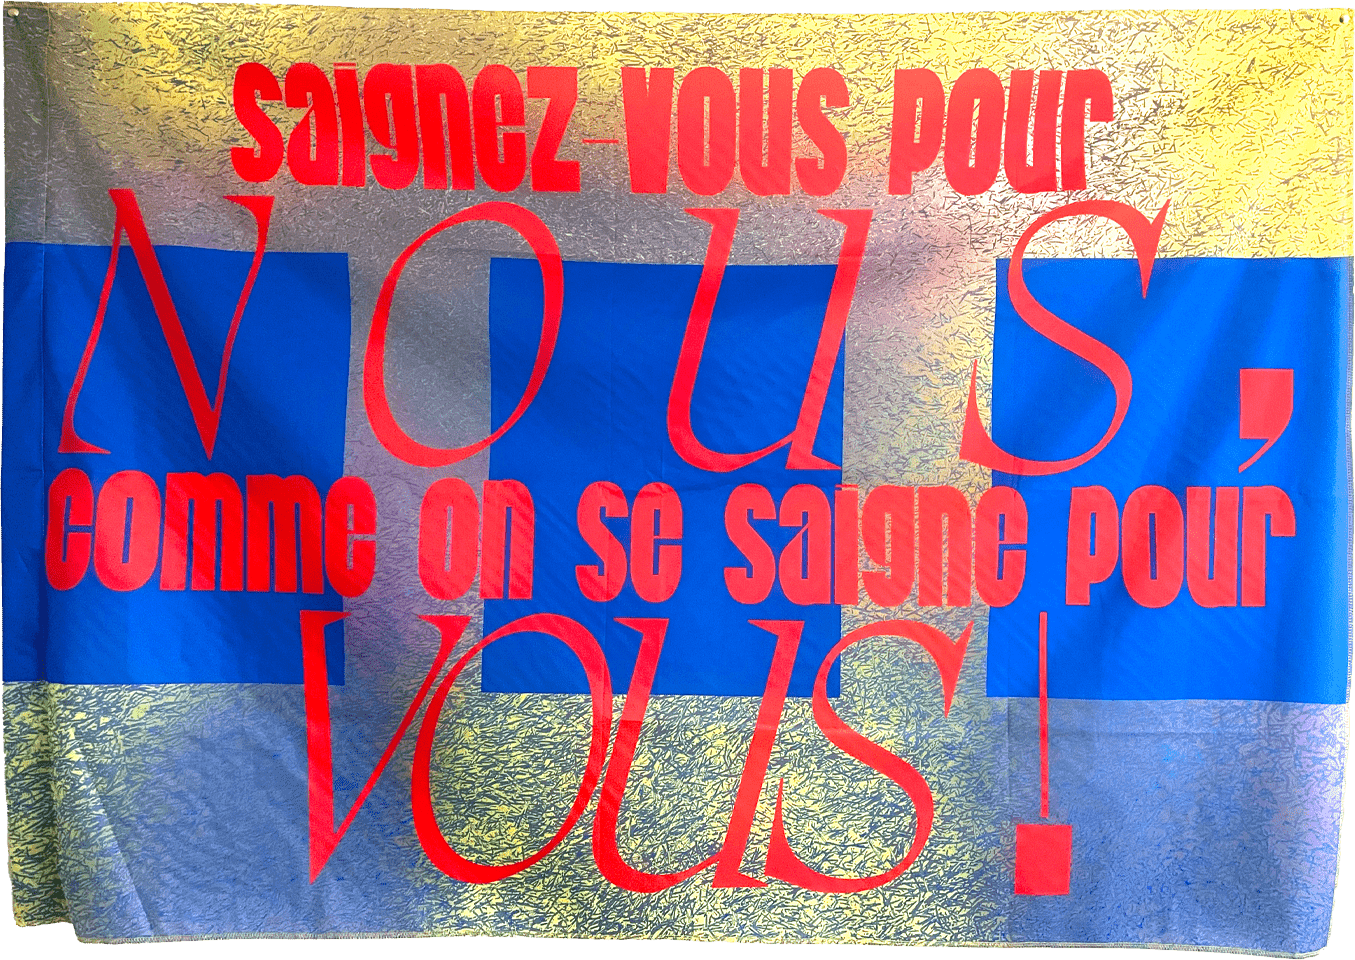 saignez-vous pour
Nous,
comme on se saigne pour
Vous!